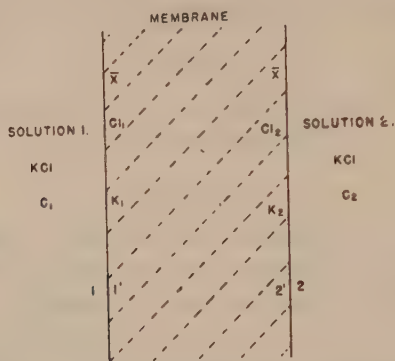 MEMBRANE
X̄ X̄
Cl₁ Cl₂
SOLUTION 1. SOLUTION 2.
KCl KCl
C₁ K₁ K₂ C₂
1 1' 2' 2